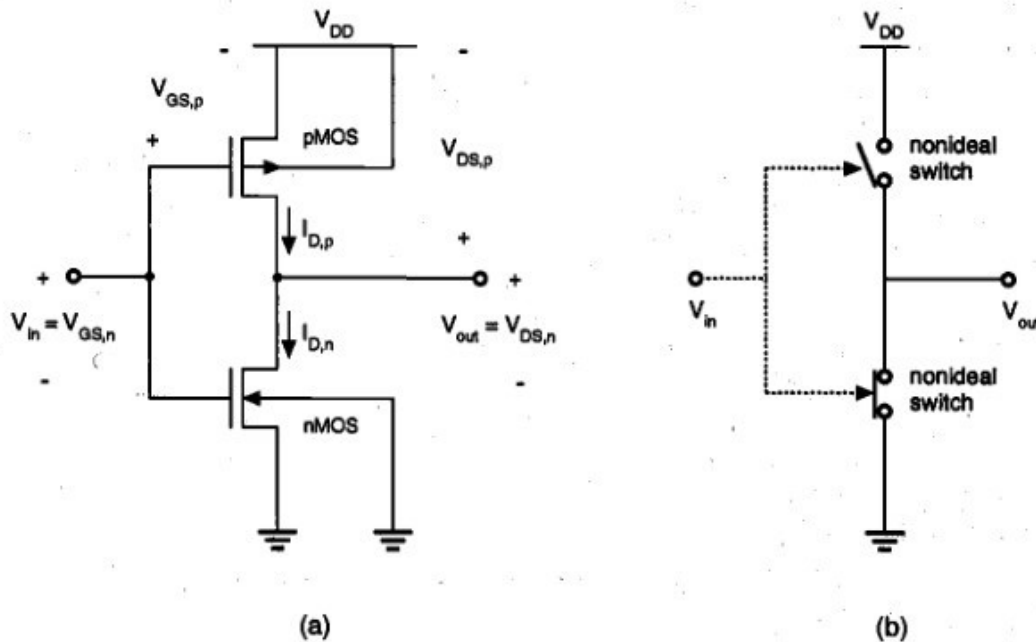 V_DD
-
-
V_GS,p
+
pMOS
V_DS,p
I_D,p
+
+
+
V_in = V_GS,n
V_out = V_DS,n
I_D,n
-
-
nMOS
(a)
V_DD
nonideal
switch
V_in
V_out
nonideal
switch
(b)